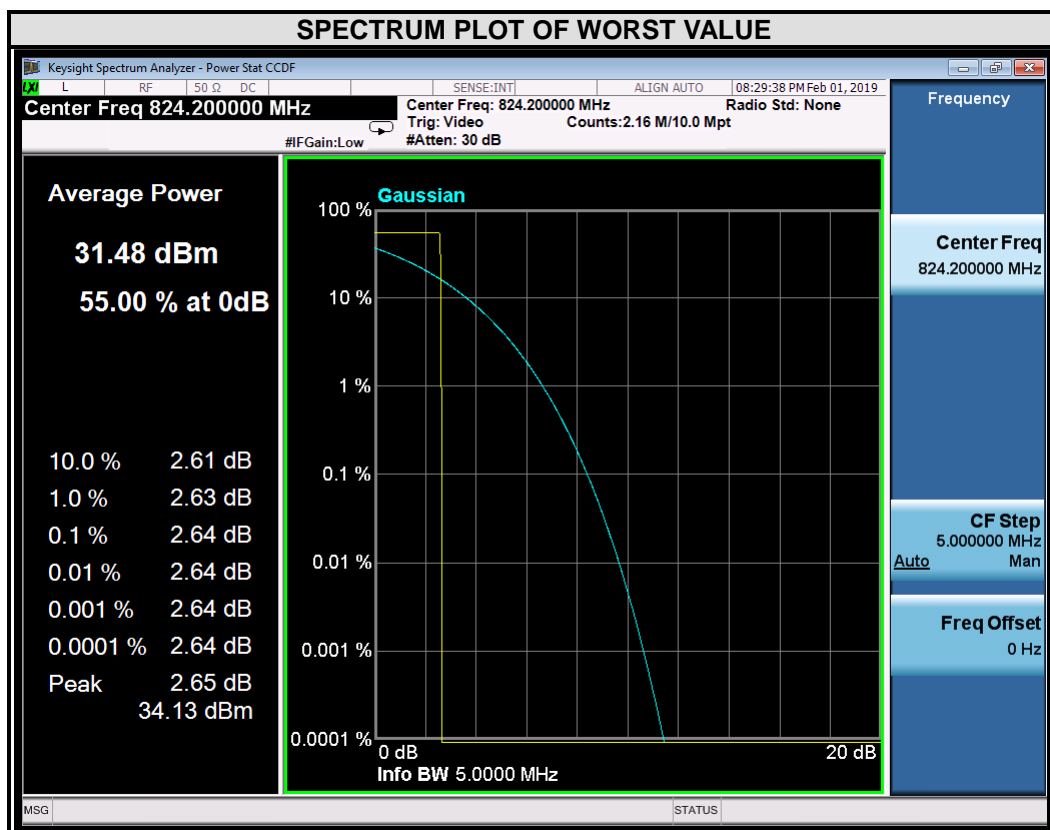 SPECTRUM PLOT OF WORST VALUE
Keysight Spectrum Analyzer - Power Stat CCDF
LXI L RF 50 Ω DC SENSE:INT ALIGN AUTO 08:29:38 PM Feb 01, 2019
Center Freq 824.200000 MHz
Center Freq: 824.200000 MHz Radio Std: None
Trig: Video Counts:2.16 M/10.0 Mpt
#IFGain:Low #Atten: 30 dB
Frequency
Average Power
31.48 dBm
55.00 % at 0dB
10.0 % 2.61 dB
1.0 % 2.63 dB
0.1 % 2.64 dB
0.01 % 2.64 dB
0.001 % 2.64 dB
0.0001 % 2.64 dB
Peak 2.65 dB
34.13 dBm
Gaussian
100 %
10 %
1 %
0.1 %
0.01 %
0.001 %
0.0001 %
0 dB 20 dB
Info BW 5.0000 MHz
Center Freq
824.200000 MHz
CF Step
5.000000 MHz
Auto Man
Freq Offset
0 Hz
MSG STATUS